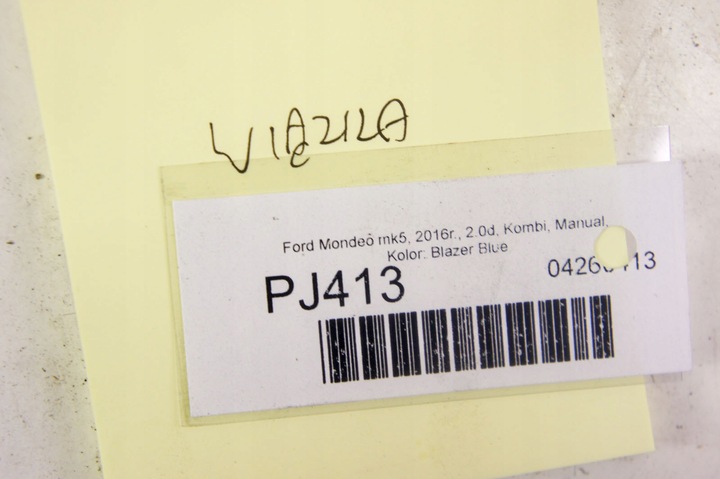 WIĄZKA
Ford Mondeo mk5, 2016r., 2.0d, Kombi, Manual,
Kolor: Blazer Blue
PJ413